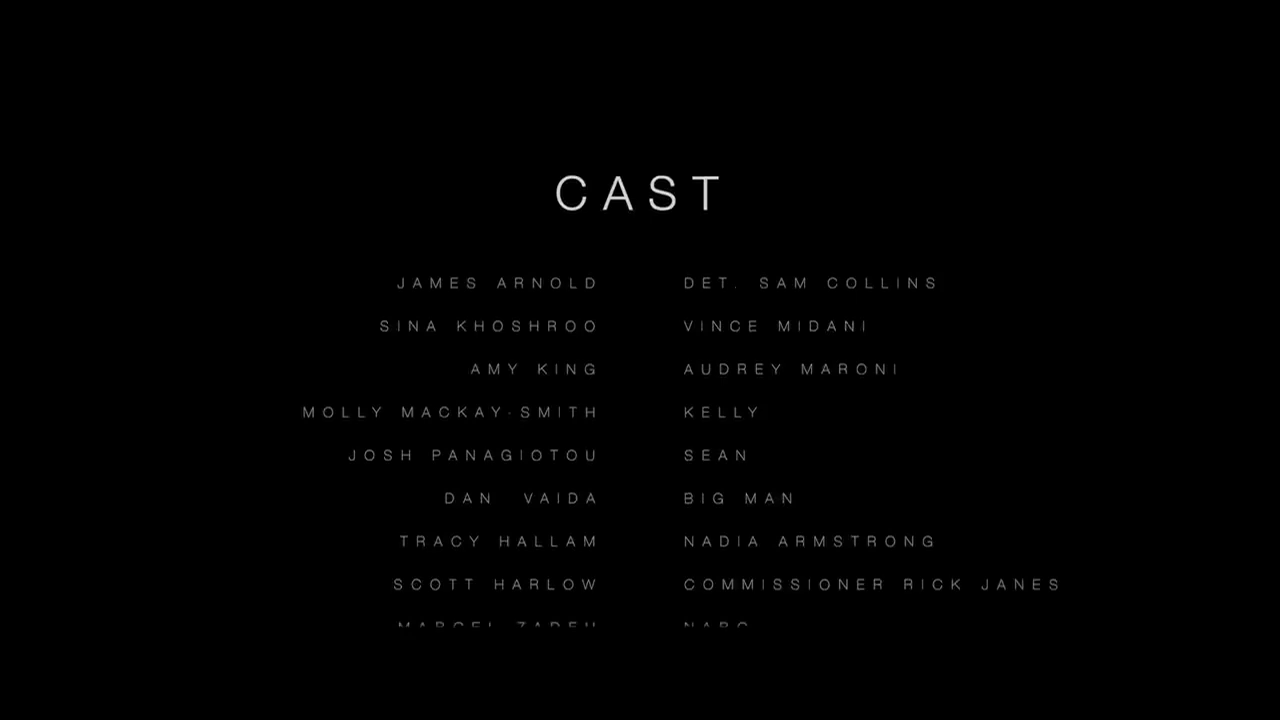 CAST
JAMES ARNOLD DET. SAM COLLINS
SINA KHOSHROO VINCE MIDANI
AMY KING AUDREY MARONI
MOLLY MACKAY-SMITH KELLY
JOSH PANAGIOTOU SEAN
DAN VAIDA BIG MAN
TRACY HALLAM NADIA ARMSTRONG
SCOTT HARLOW COMMISSIONER RICK JANES
MARCEL